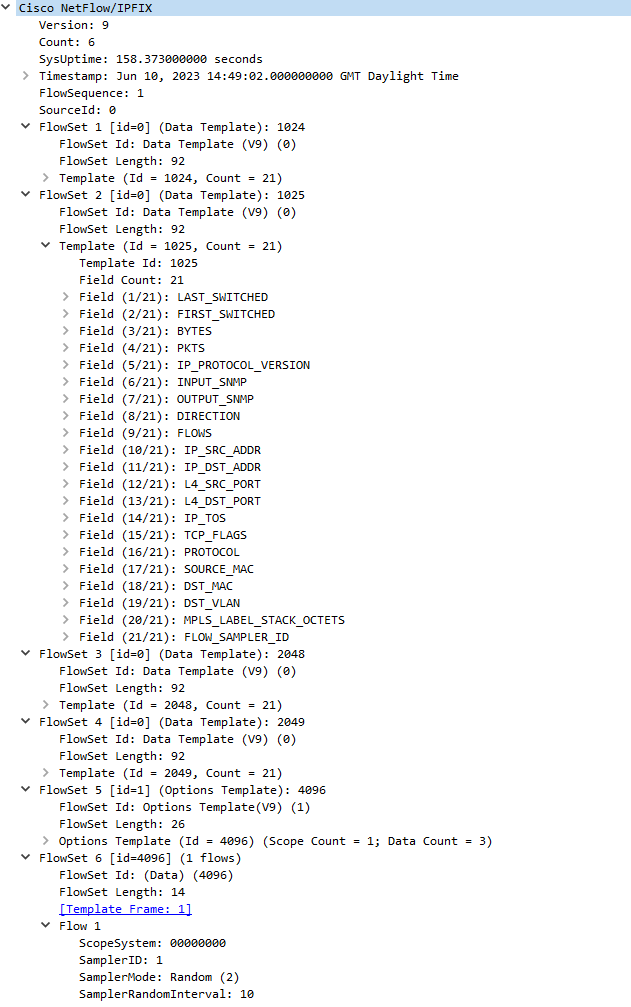 Cisco NetFlow/IPFIX
Version: 9
Count: 6
SysUptime: 158.373000000 seconds
Timestamp: Jun 10, 2023 14:49:02.000000000 GMT Daylight Time
FlowSequence: 1
SourceId: 0
FlowSet 1 [id=0] (Data Template): 1024
FlowSet Id: Data Template (V9) (0)
FlowSet Length: 92
Template (Id = 1024, Count = 21)
FlowSet 2 [id=0] (Data Template): 1025
FlowSet Id: Data Template (V9) (0)
FlowSet Length: 92
Template (Id = 1025, Count = 21)
Template Id: 1025
Field Count: 21
Field (1/21): LAST_SWITCHED
Field (2/21): FIRST_SWITCHED
Field (3/21): BYTES
Field (4/21): PKTS
Field (5/21): IP_PROTOCOL_VERSION
Field (6/21): INPUT_SNMP
Field (7/21): OUTPUT_SNMP
Field (8/21): DIRECTION
Field (9/21): FLOWS
Field (10/21): IP_SRC_ADDR
Field (11/21): IP_DST_ADDR
Field (12/21): L4_SRC_PORT
Field (13/21): L4_DST_PORT
Field (14/21): IP_TOS
Field (15/21): TCP_FLAGS
Field (16/21): PROTOCOL
Field (17/21): SOURCE_MAC
Field (18/21): DST_MAC
Field (19/21): DST_VLAN
Field (20/21): MPLS_LABEL_STACK_OCTETS
Field (21/21): FLOW_SAMPLER_ID
FlowSet 3 [id=0] (Data Template): 2048
FlowSet Id: Data Template (V9) (0)
FlowSet Length: 92
Template (Id = 2048, Count = 21)
FlowSet 4 [id=0] (Data Template): 2049
FlowSet Id: Data Template (V9) (0)
FlowSet Length: 92
Template (Id = 2049, Count = 21)
FlowSet 5 [id=1] (Options Template): 4096
FlowSet Id: Options Template(V9) (1)
FlowSet Length: 26
Options Template (Id = 4096) (Scope Count = 1; Data Count = 3)
FlowSet 6 [id=4096] (1 flows)
FlowSet Id: (Data) (4096)
FlowSet Length: 14
[Template Frame: 1]
Flow 1
ScopeSystem: 00000000
SamplerID: 1
SamplerMode: Random (2)
SamplerRandomInterval: 10